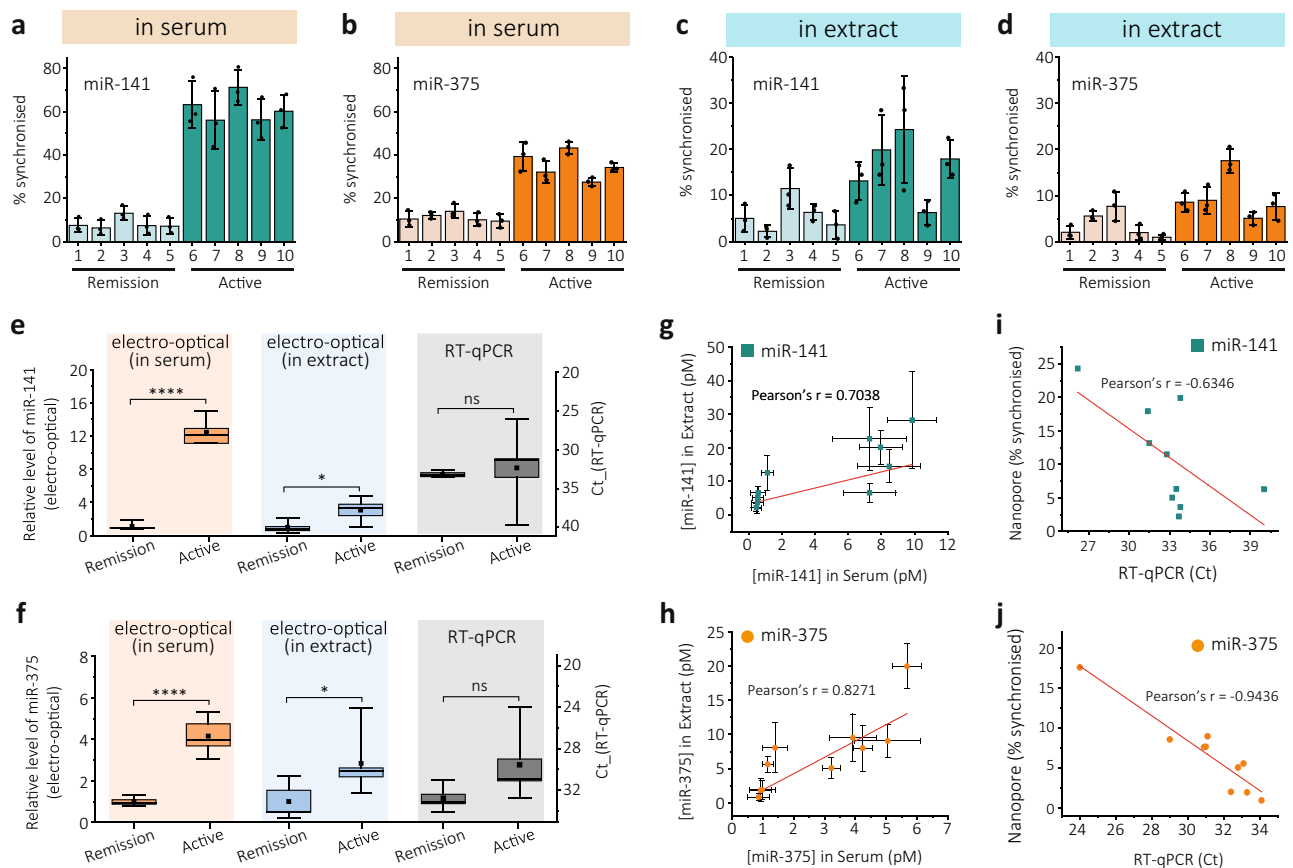 a
in serum
miR-141
% synchronised
80
60
40
20
0
1 2 3 4 5 6 7 8 9 10
Remission Active
b
in serum
miR-375
% synchronised
80
60
40
20
0
1 2 3 4 5 6 7 8 9 10
Remission Active
c
in extract
miR-141
% synchronised
40
30
20
10
0
1 2 3 4 5 6 7 8 9 10
Remission Active
d
in extract
miR-375
% synchronised
40
30
20
10
0
1 2 3 4 5 6 7 8 9 10
Remission Active
e
electro-optical
(in serum)
electro-optical
(in extract)
RT-qPCR
****
*
ns
Relative level of miR-141
(electro-optical)
20
16
12
8
4
0
Ct_(RT-qPCR)
20
25
30
35
40
Remission Active Remission Active Remission Active
f
electro-optical
(in serum)
electro-optical
(in extract)
RT-qPCR
****
*
ns
Relative level of miR-375
(electro-optical)
8
6
4
2
0
Ct_(RT-qPCR)
20
24
28
32
Remission Active Remission Active Remission Active
g
miR-141
Pearson's r = 0.7038
[miR-141] in Extract (pM)
50
40
30
20
10
0
0 2 4 6 8 10 12
[miR-141] in Serum (pM)
h
miR-375
Pearson's r = 0.8271
[miR-375] in Extract (pM)
25
20
15
10
5
0
0 1 2 3 4 5 6 7
[miR-375] in Serum (pM)
i
miR-141
Pearson's r = -0.6346
Nanopore (% synchronised)
25
20
15
10
5
0
27 30 33 36 39
RT-qPCR (Ct)
j
miR-375
Pearson's r = -0.9436
Nanopore (% synchronised)
20.0
17.5
15.0
12.5
10.0
7.5
5.0
2.5
0.0
24 26 28 30 32 34
RT-qPCR (Ct)